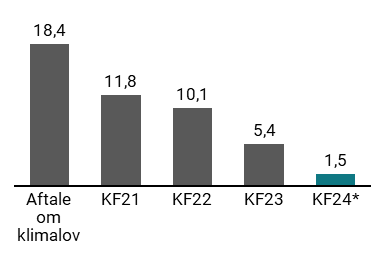 18,4
11,8
10,1
5,4
1,5
Aftale
om
klimalov
KF21
KF22
KF23
KF24*